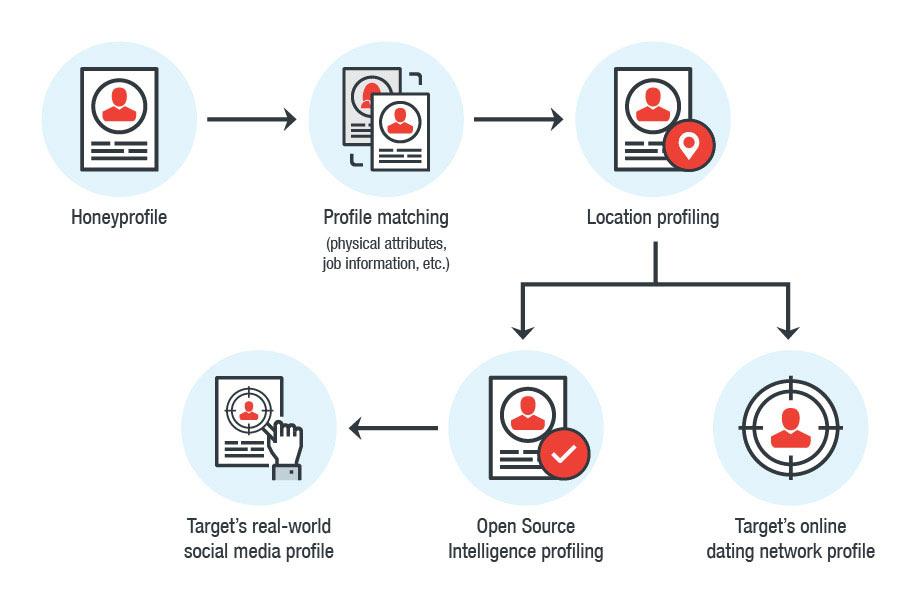 Honeyprofile
Profile matching
(physical attributes,
job information, etc.)
Location profiling
Target's real-world
social media profile
Open Source
Intelligence profiling
Target's online
dating network profile